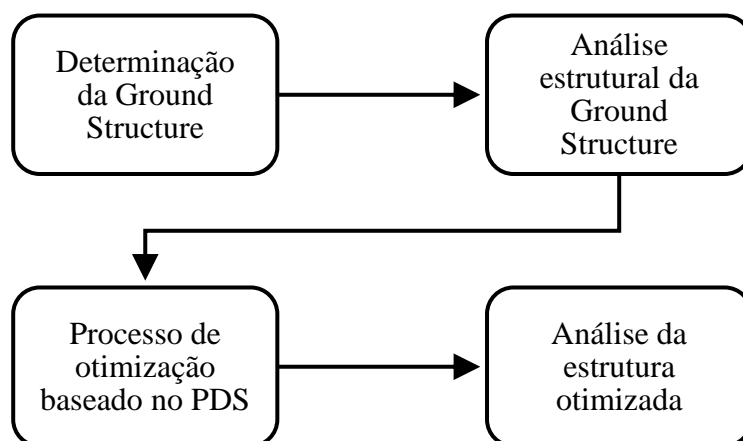 Determinação
da Ground
Structure
Análise
estrutural da
Ground
Structure
Processo de
otimização
baseado no PDS
Análise da
estrutura
otimizada